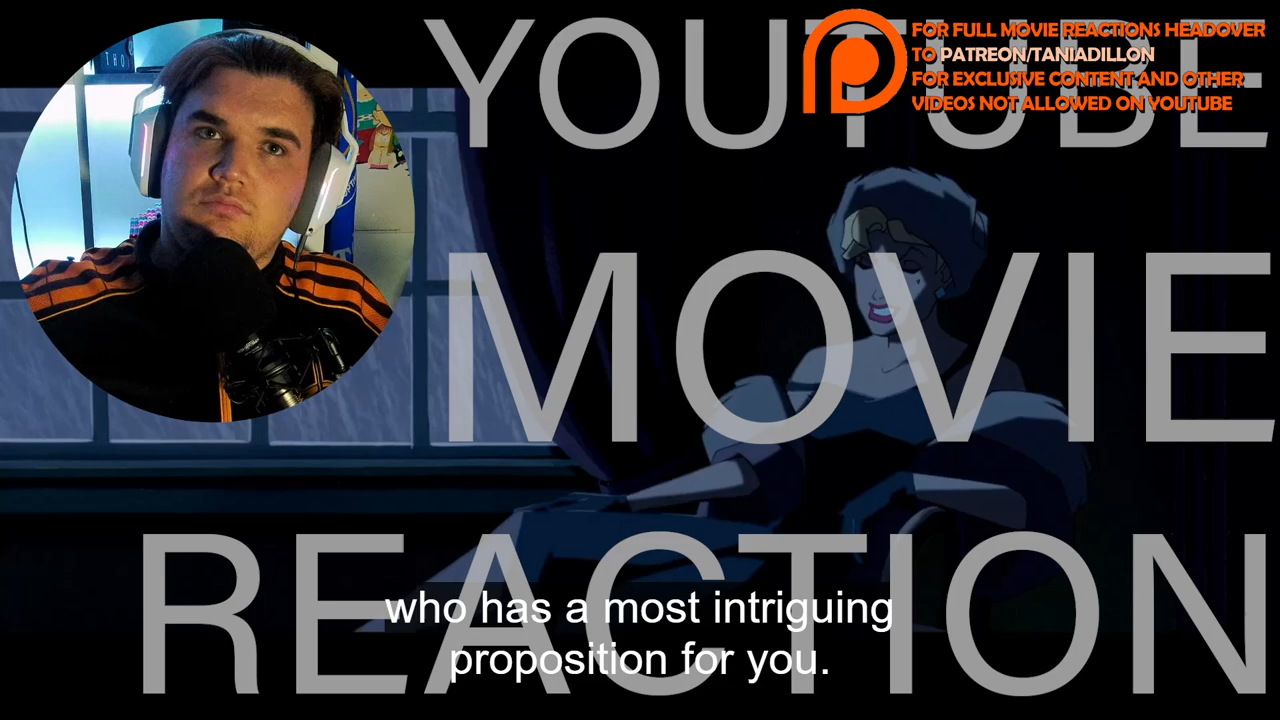 YOUTUBE
FOR FULL MOVIE REACTIONS HEADOVER
TO PATREON/TANIADILLON
FOR EXCLUSIVE CONTENT AND OTHER
VIDEOS NOT ALLOWED ON YOUTUBE
THO
MOVIE
REACTION
who has a most intriguing
proposition for you.